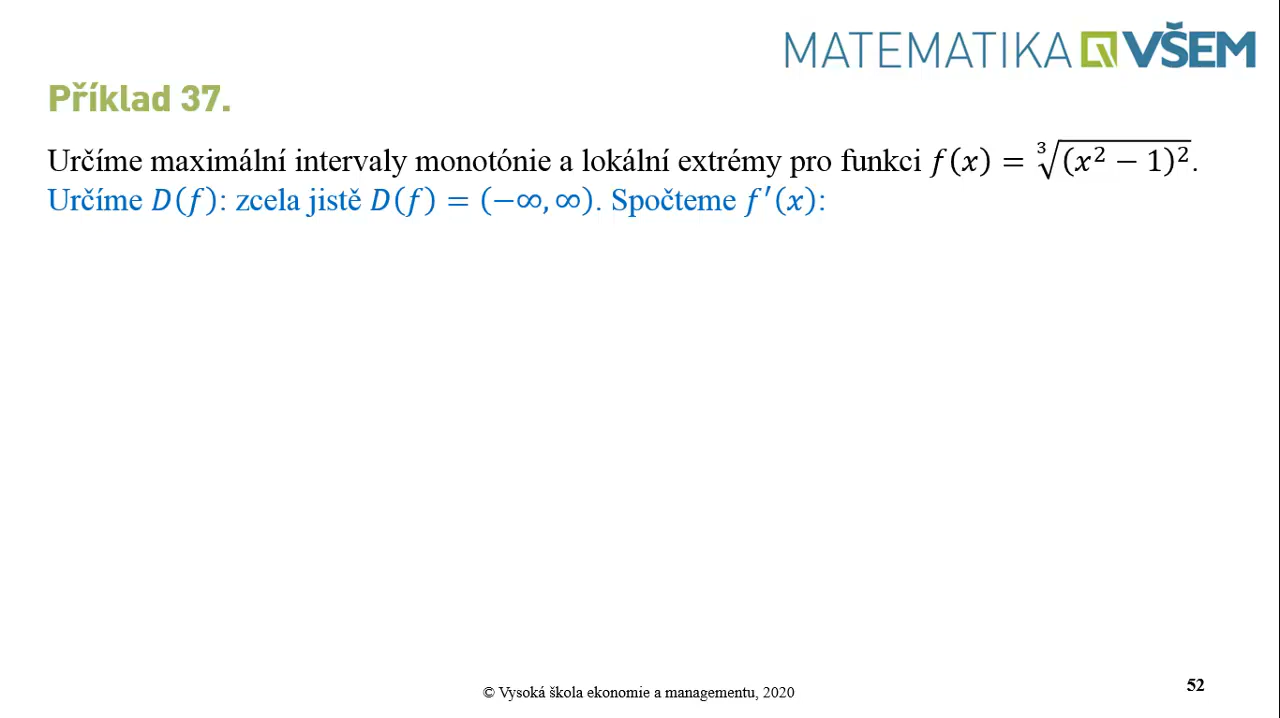 MATEMATIKA VŠEM
Příklad 37.
Určíme maximální intervaly monotónie a lokální extrémy pro funkci f(x) = ∛(x² − 1)².
Určíme D(f): zcela jistě D(f) = (−∞, ∞). Spočteme f′(x):
© Vysoká škola ekonomie a managementu, 2020
52